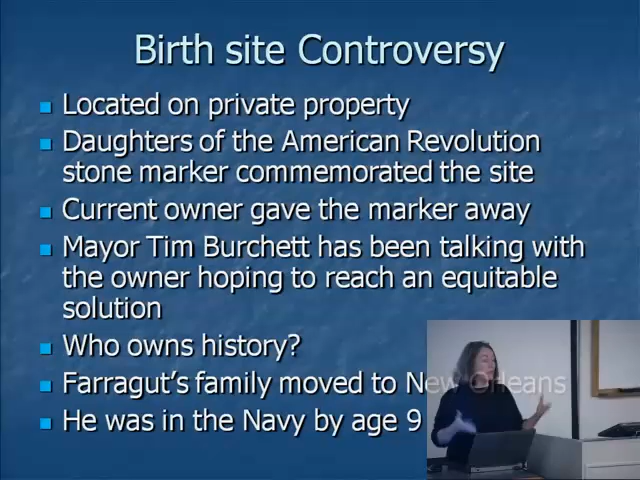 Birth site Controversy
Located on private property
Daughters of the American Revolution
stone marker commemorated the site
Current owner gave the marker away
Mayor Tim Burchett has been talking with
the owner hoping to reach an equitable
solution
Who owns history?
Farragut's family moved to New Orleans
He was in the Navy by age 9